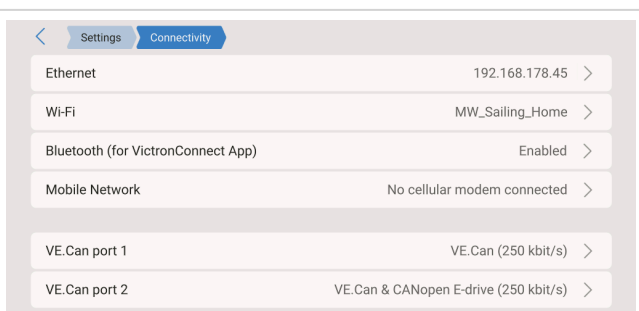 Settings Connectivity
Ethernet 192.168.178.45
Wi-Fi MW_Sailing_Home
Bluetooth (for VictronConnect App) Enabled
Mobile Network No cellular modem connected
VE.Can port 1 VE.Can (250 kbit/s)
VE.Can port 2 VE.Can & CANopen E-drive (250 kbit/s)